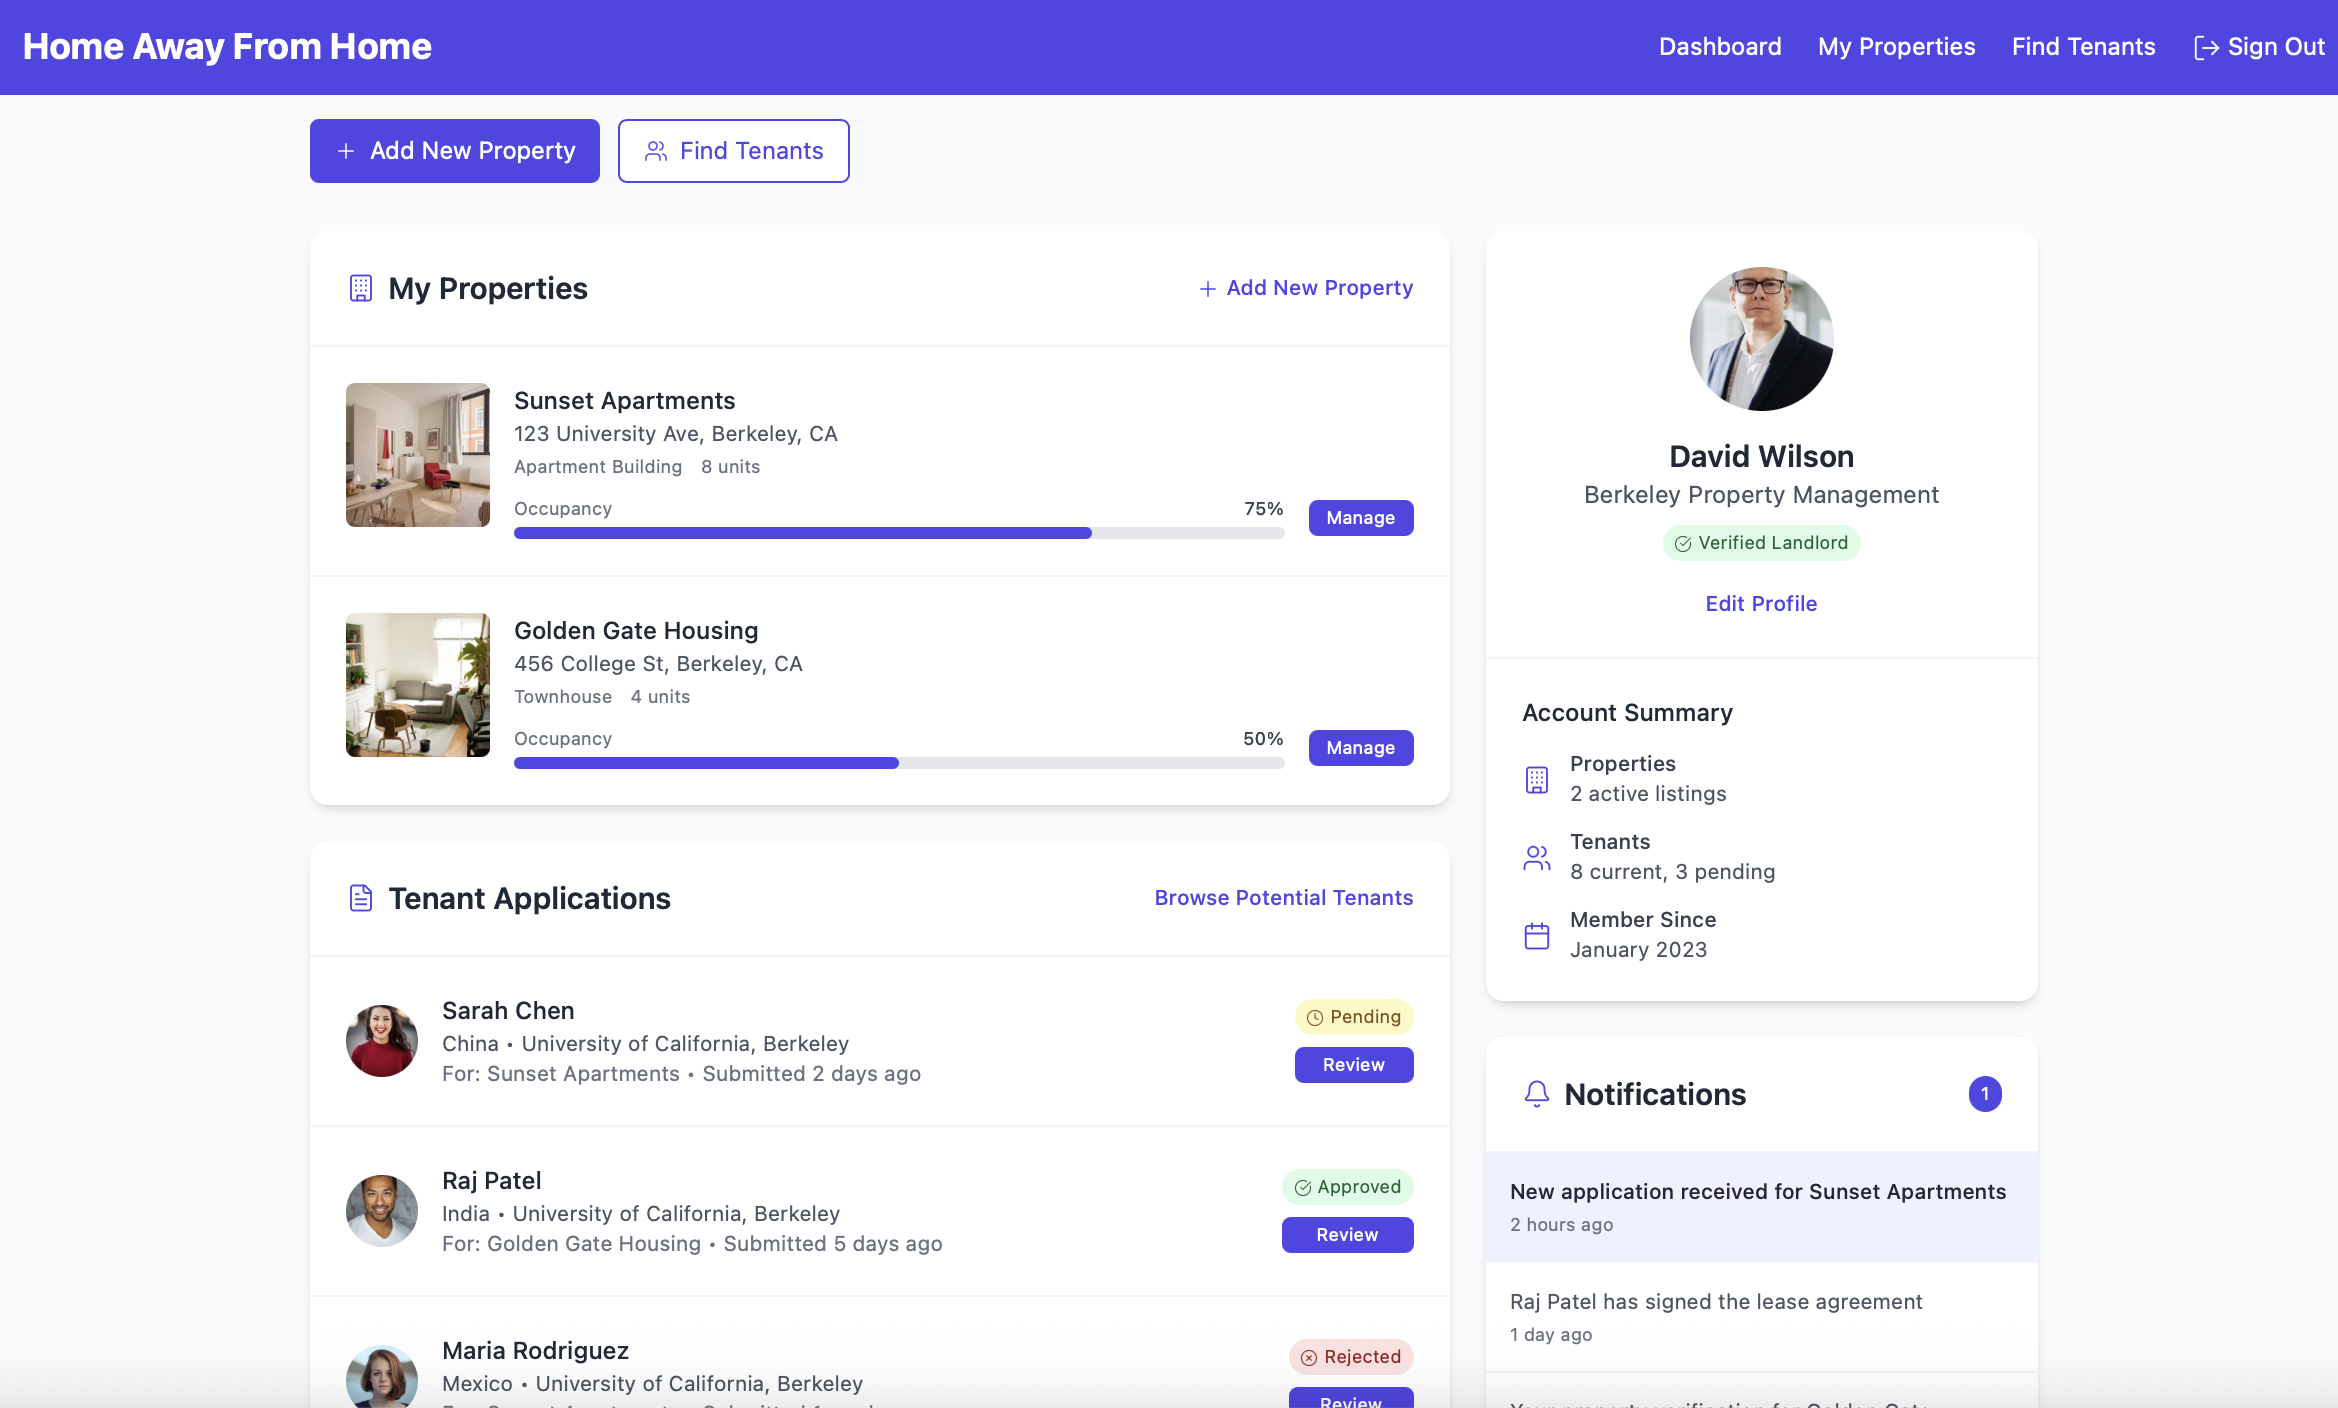 Home Away From Home
Dashboard
My Properties
Find Tenants
Sign Out
Add New Property
Find Tenants
My Properties
Add New Property
Sunset Apartments
123 University Ave, Berkeley, CA
Apartment Building 8 units
Occupancy 75%
Manage
Golden Gate Housing
456 College St, Berkeley, CA
Townhouse 4 units
Occupancy 50%
Manage
Tenant Applications
Browse Potential Tenants
Sarah Chen
China • University of California, Berkeley
For: Sunset Apartments • Submitted 2 days ago
Pending
Review
Raj Patel
India • University of California, Berkeley
For: Golden Gate Housing • Submitted 5 days ago
Approved
Review
Maria Rodriguez
Mexico • University of California, Berkeley
Rejected
Review
David Wilson
Berkeley Property Management
Verified Landlord
Edit Profile
Account Summary
Properties
2 active listings
Tenants
8 current, 3 pending
Member Since
January 2023
Notifications
1
New application received for Sunset Apartments
2 hours ago
Raj Patel has signed the lease agreement
1 day ago
Your property verification for Golden Gate